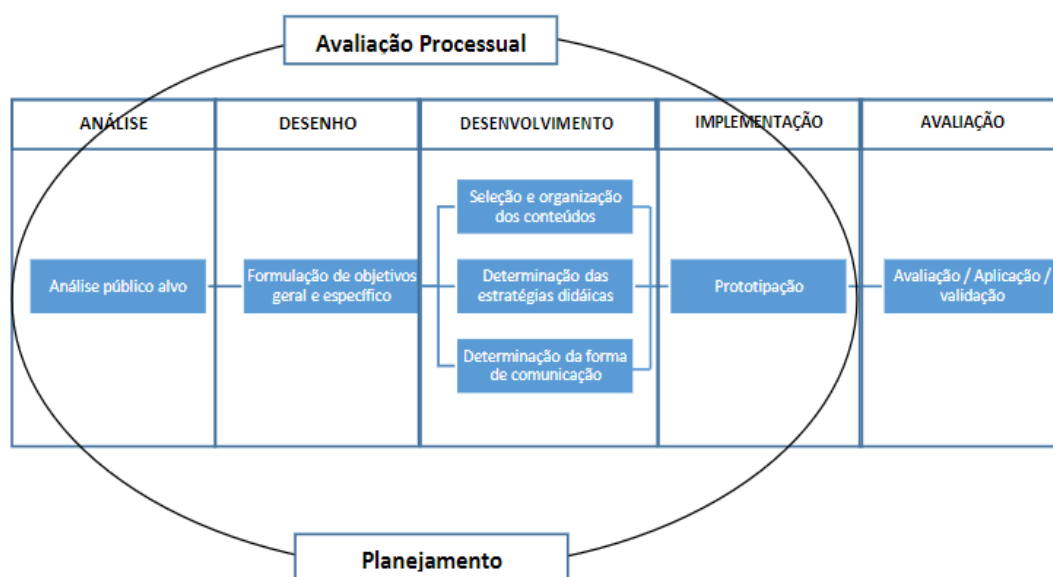 Avaliação Processual
ANÁLISE
DESENHO
DESENVOLVIMENTO
IMPLEMENTAÇÃO
AVALIAÇÃO
Análise público alvo
Formulação de objetivos
geral e específico
Seleção e organização
dos conteúdos
Determinação das
estratégias didáicas
Determinação da forma
de comunicação
Prototipação
Avaliação / Aplicação /
validação
Planejamento